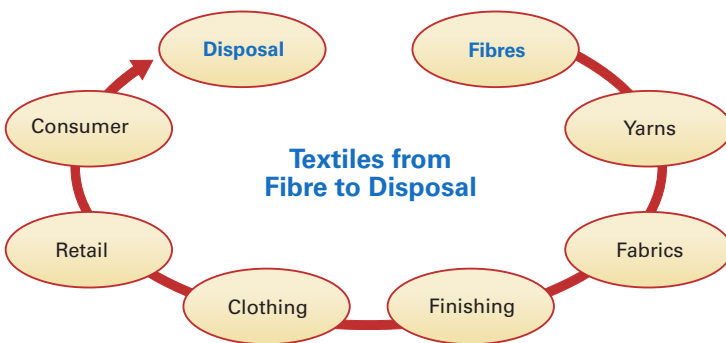 Disposal
Fibres
Consumer
Yarns
Textiles from
Fibre to Disposal
Retail
Fabrics
Clothing
Finishing